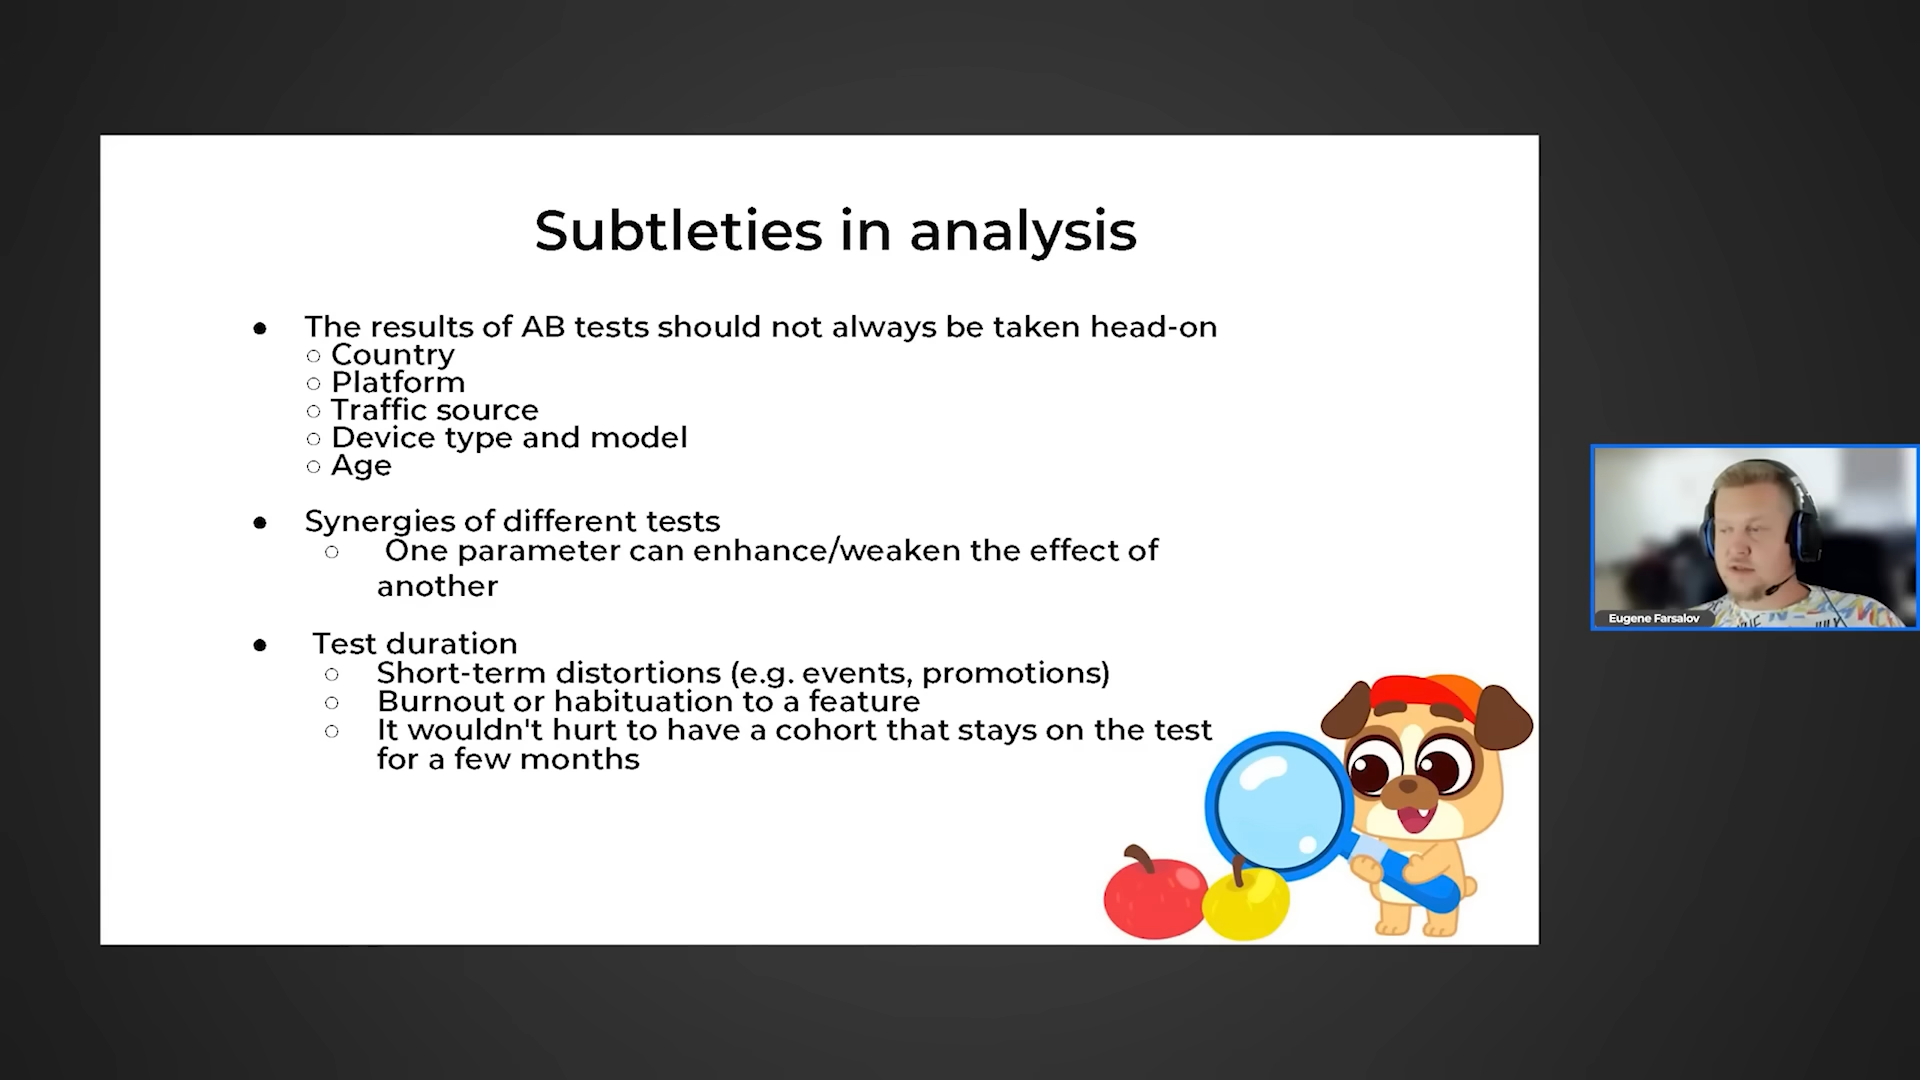 Subtleties in analysis
● The results of AB tests should not always be taken head-on
○ Country
○ Platform
○ Traffic source
○ Device type and model
○ Age
● Synergies of different tests
○ One parameter can enhance/weaken the effect of
another
● Test duration
○ Short-term distortions (e.g. events, promotions)
○ Burnout or habituation to a feature
○ It wouldn't hurt to have a cohort that stays on the test
for a few months
Eugene Farsalov